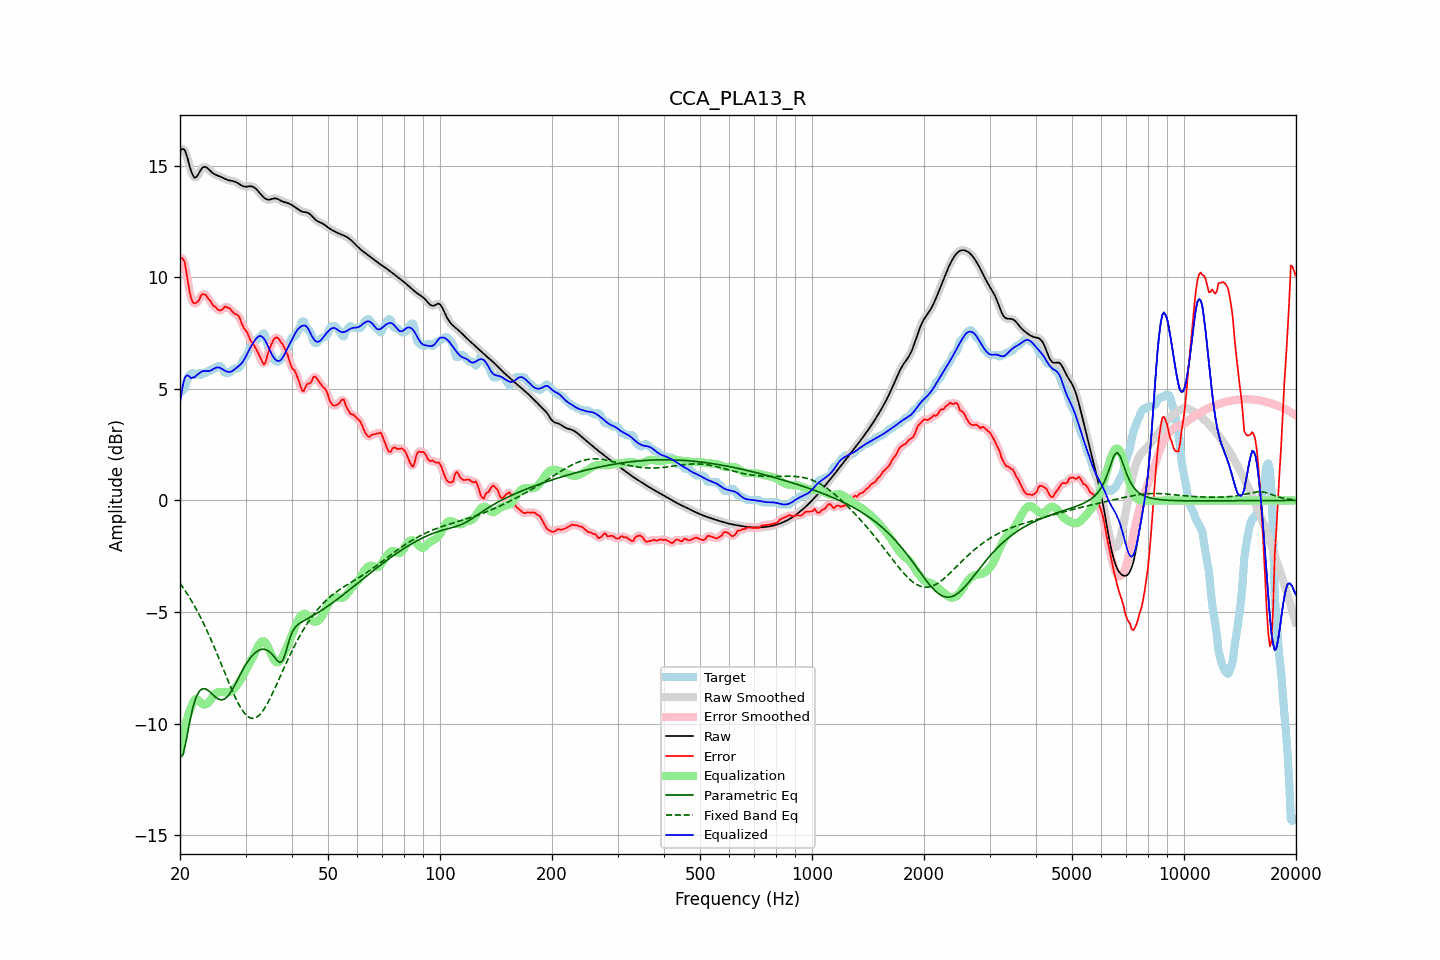 CCA_PLA13_R
Amplitude (dBr)
15
10
5
0
−5
−10
−15
20
50
100
200
500
1000
2000
5000
10000
20000
Frequency (Hz)
Target
Raw Smoothed
Error Smoothed
Raw
Error
Equalization
Parametric Eq
Fixed Band Eq
Equalized